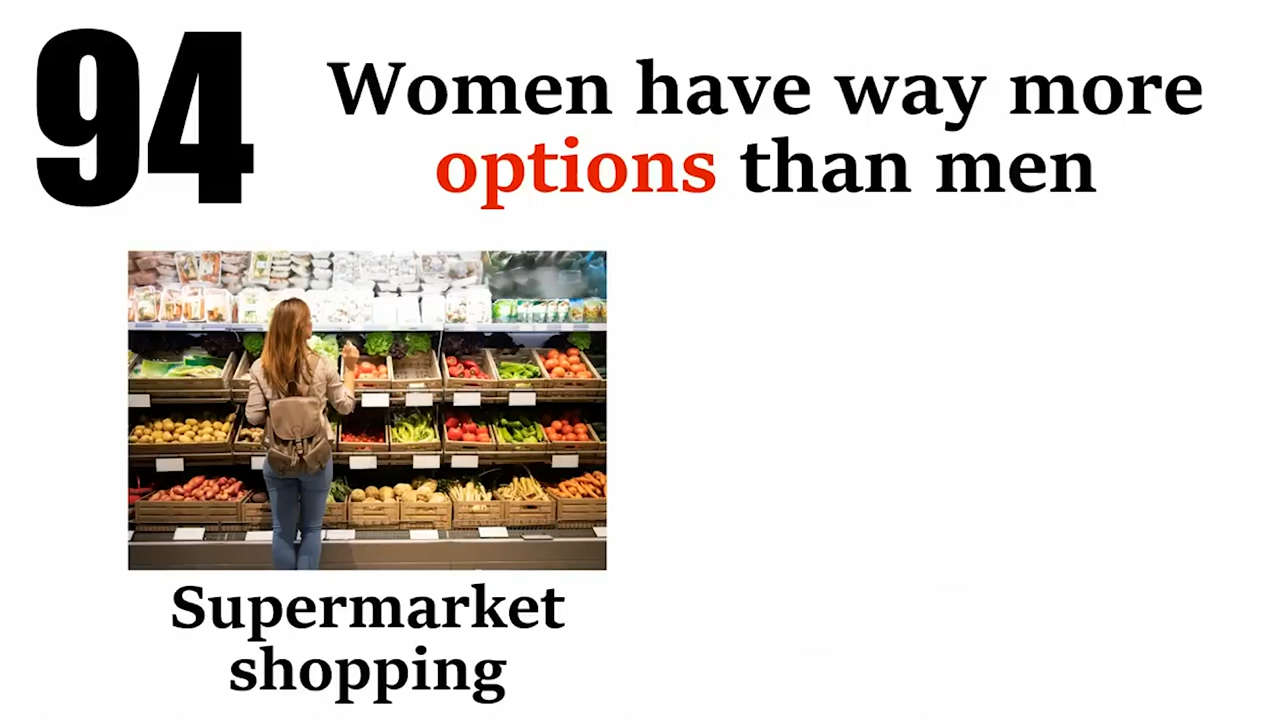 94
Women have way more
options than men
Supermarket
shopping